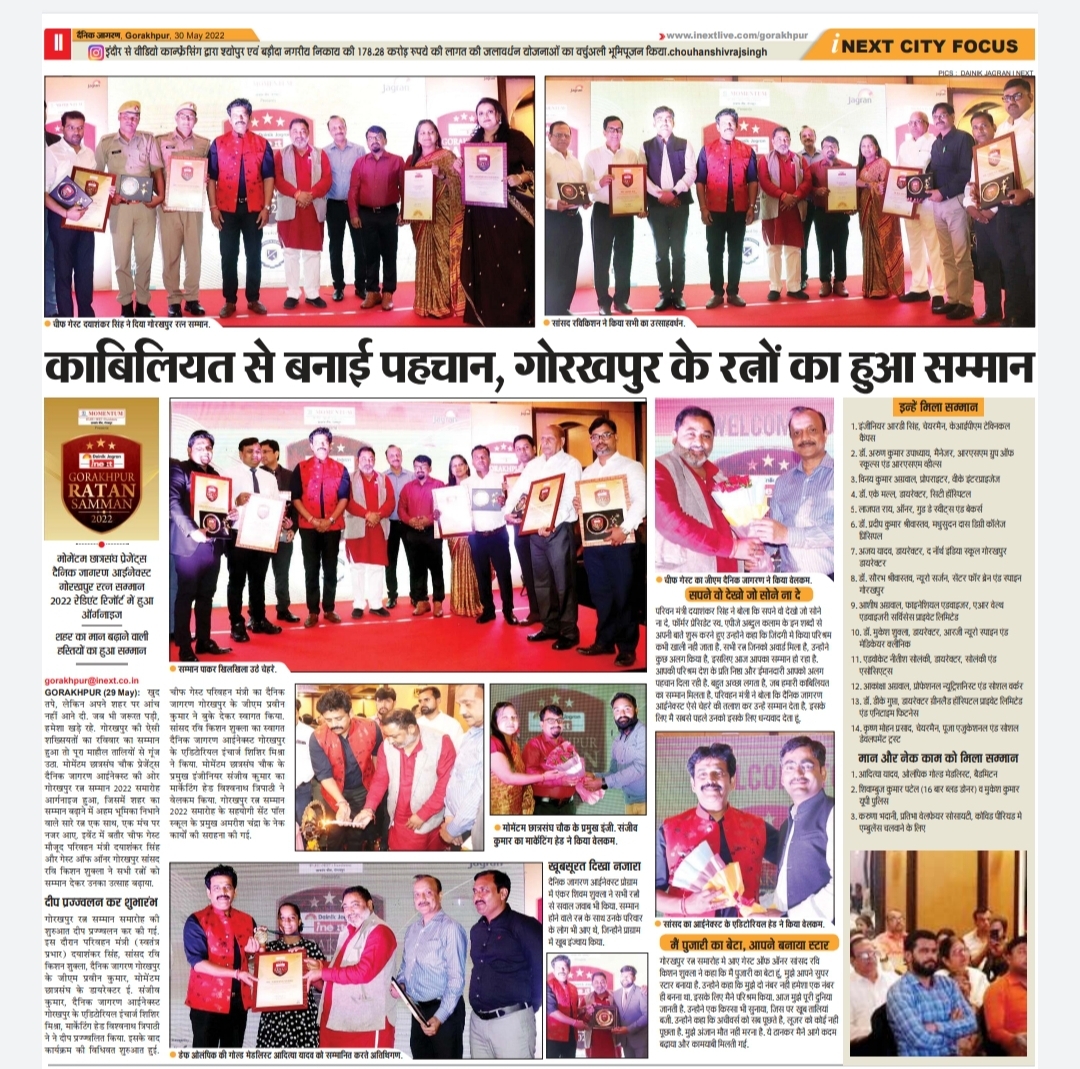 II
दैनिक जागरण, Gorakhpur, 30 May 2022
www.inextlive.com/gorakhpur
i NEXT CITY FOCUS
इंदौर से वीडियो कान्फ्रेंसिंग द्वारा श्योपुर एवं बड़ौदा नगरीय निकाय की 178.28 करोड़ रुपये की लागत की जलावर्धन योजनाओं का वर्चुअली भूमिपूजन किया.chouhanshivrajsingh
PICS : DAINIK JAGRAN I NEXT
चीफ गेस्ट दयाशंकर सिंह ने दिया गोरखपुर रत्न सम्मान.
सांसद रविकिशन ने किया सभी का उत्साहवर्धन.
काबिलियत से बनाई पहचान, गोरखपुर के रत्नों का हुआ सम्मान
MOMENTUM
Dainik Jagran
inext
GORAKHPUR
RATAN
SAMMAN
2022
मोमेंटम छात्रसंघ प्रेजेंट्स
दैनिक जागरण आईनेक्स्ट
गोरखपुर रत्न सम्मान
2022 रेडिएंट रिजॉर्ट में हुआ
ऑर्गनाइज
शहर का मान बढ़ाने वाली
हस्तियों का हुआ सम्मान
सम्मान पाकर खिलखिला उठे चेहरे.
gorakhpur@inext.co.in
GORAKHPUR (29 May): खुद
तपे, लेकिन अपने शहर पर आंच
नहीं आने दी. जब भी जरूरत पड़ी,
हमेशा खड़े रहे. गोरखपुर की ऐसी
शख्सियतों का रविवार का सम्मान
हुआ तो पूरा माहौल तालियों से गूंज
उठा. मोमेंटम छात्रसंघ चौक प्रेजेंट्स
दैनिक जागरण आईनेक्स्ट की ओर
गोरखपुर रत्न सम्मान 2022 समारोह
आर्गनाइज हुआ, जिसमें शहर का
सम्मान बढ़ाने में अहम भूमिका निभाने
वाले सारे रत्न एक साथ, एक मंच पर
नजर आए. इवेंट में बतौर चीफ गेस्ट
मौजूद परिवहन मंत्री दयाशंकर सिंह
और गेस्ट ऑफ ऑनर गोरखपुर सांसद
रवि किशन शुक्ला ने सभी रत्नों को
सम्मान देकर उनका उत्साह बढ़ाया.
दीप प्रज्ज्वलन कर शुभारंभ
गोरखपुर रत्न सम्मान समारोह की
शुरुआत दीप प्रज्ज्वलन कर की गई.
इस दौरान परिवहन मंत्री (स्वतंत्र
प्रभार) दयाशंकर सिंह, सांसद रवि
किशन शुक्ला, दैनिक जागरण गोरखपुर
के जीएम प्रवीन कुमार, मोमेंटम
छात्रसंघ के डायरेक्टर ई. संजीव
कुमार, दैनिक जागरण आईनेक्स्ट
गोरखपुर के एडिटोरियल इंचार्ज शिशिर
मिश्रा, मार्केटिंग हेड विश्वनाथ त्रिपाठी
ने ने दीप प्रज्ज्वलित किया. इसके बाद
कार्यक्रम की विधिवत शुरुआत हुई.
चीफ गेस्ट परिवहन मंत्री का दैनिक
जागरण गोरखपुर के जीएम प्रवीन
कुमार ने बुके देकर स्वागत किया.
सांसद रवि किशन शुक्ला का स्वागत
दैनिक जागरण आईनेक्स्ट गोरखपुर
के एडिटोरियल इंचार्ज शिशिर मिश्रा
ने किया. मोमेंटम छात्रसंघ चौक के
प्रमुख इंजीनियर संजीव कुमार का
मार्केटिंग हेड विश्वनाथ त्रिपाठी ने
वेलकम किया. गोरखपुर रत्न सम्मान
2022 समारोह के सहयोगी सेंट पॉल
स्कूल के प्रमुख अमरीश चंद्रा के नेक
कार्यों की सराहना की गई.
मोमेंटम छात्रसंघ चौक के प्रमुख इंजी. संजीव
कुमार का मार्केटिंग हेड ने किया वेलकम.
डेफ ओलंपिक की गोल्ड मेडलिस्ट आदित्या यादव को सम्मानित करते अतिथिगण.
खूबसूरत दिखा नजारा
दैनिक जागरण आईनेक्स्ट प्रोग्राम
में एंकर शिवम शुक्ला ने सभी रत्नों
से सवाल जवाब भी किया. सम्मान
होने वाले रत्न के साथ उनके परिवार
के लोग भी आए थे, जिन्होंने प्रोग्राम
में खूब इंज्वाय किया.
WELCOME
चीफ गेस्ट का जीएम दैनिक जागरण ने किया वेलकम.
सपने वो देखो जो सोने ना दे
परिवन मंत्री दयाशंकर सिंह ने बोला कि सपने वो देखो जो सोने
ना दे, फॉर्मर प्रेसिडेंट स्व. एपीजे अब्दुल कलाम के इन शब्दों से
अपनी बाते शुरू करते हुए उन्होंने कहा कि जिंदगी में किया परिश्रम
कभी खाली नहीं जाता है. सभी रत्न जिनको अवार्ड मिला है, उन्होंने
कुछ अलग किया है, इसलिए आज आपका सम्मान हो रहा है.
आपकी परिश्रम देश के प्रति निष्ठा और ईमानदारी आपको अलग
पहचान दिला रही है, बहुत अच्छा लगता है, जब हमारी काबिलियत
का सम्मान मिलता है. परिवहन मंत्री ने बोला कि दैनिक जागरण
आईनेक्स्ट ऐसे चेहरे की तलाश कर उन्हें सम्मान देता है, इसके
लिए मैं सबसे पहले उनको इसके लिए धन्यवाद देता हूं.
सांसद का आईनेक्स्ट के एडिटोरियल हेड ने किया वेलकम.
मैं पुजारी का बेटा, आपने बनाया स्टार
गोरखपुर रत्न समारोह में आए गेस्ट ऑफ ऑनर सांसद रवि
किशन शुक्ला ने कहा कि मैं पुजारी का बेटा हूं, मुझे आपने सुपर
स्टार बनाया है. उन्होंने कहा कि मुझे दो नंबर नहीं हमेशा एक नंबर
ही बनना था. इसके लिए मैंने परिश्रम किया. आज मुझे पूरी दुनिया
जानती है. उन्होंने एक किस्सा भी सुनाया, जिस पर खूब तालियां
बजी. उन्होंने कहा कि अचीवर्स को सब पूछते है, लूजर को कोई नहीं
पूछता है, मुझे अंजान मौत नहीं मरना है, ये ठानकर मैंने आगे कदम
बढ़ाया और कामयाबी मिलती गई.
इन्हें मिला सम्मान
1. इंजीनियर आरडी सिंह, चेयरमैन, केआईपीएम टेक्निकल
कैंपस
2. डॉ. अरुण कुमार उपाध्याय, मैनेजर, आरएसएम ग्रुप ऑफ
स्कूल्स एंड आरएसएम व्हील्स
3. विनय कुमार अग्रवाल, प्रोपराइटर, वीके इंटरप्राइजेज
4. डॉ. एके मल्ल, डायरेक्टर, सिटी हॉस्पिटल
5. लाजपत राय, ऑनर, गुड डे स्वीट्स एंड बेकर्स
6. डॉ. प्रदीप कुमार श्रीवास्तव, मधुसूदन दास डिग्री कॉलेज
प्रिंसिपल
7. अजय यादव, डायरेक्टर, द नॉर्थ इंडिया स्कूल गोरखपुर
डायरेक्टर
8. डॉ. सौरभ श्रीवास्तव, न्यूरो सर्जन, सेंटर फॉर ब्रेन एंड स्पाइन
गोरखपुर
9. आशीष अग्रवाल, फाइनेंशियल एडवाइजर, एआर वेल्थ
एडवाइजरी सर्विसेस प्राइवेट लिमिटेड
10. डॉ. मुकेश शुक्ला, डायरेक्टर, आरजी न्यूरो स्पाइन एंड
मेडिकेयर क्लीनिक
11. एडवोकेट नीतीश सोलंकी, डायरेक्टर, सोलंकी एंड
एसोसिएट्स
12. आकांक्षा अग्रवाल, प्रोफेशनल न्यूट्रिशनिस्ट एंड सोशल वर्कर
13. डॉ. डीके गुप्ता, डायरेक्टर ग्रीनलैंड हॉस्पिटल प्राइवेट लिमिटेड
एंड एनिटाइम फिटनेस
14. कृष्ण मोहन प्रसाद, चेयरमैन, पूजा एजुकेशनल एंड सोशल
डेवलपमेंट ट्रस्ट
मान और नेक काम को मिला सम्मान
1. आदित्या यादव, ओलंपिक गोल्ड मेडलिस्ट, बैडमिंटन
2. शिवाम्बुज कुमार पटेल (16 बार ब्लड डोनर) व मुकेश कुमार
यूपी पुलिस
3. करुणा भदानी, प्रतिभा वेलफेयर सोसायटी, कोविड पीरियड में
एम्बुलेंस चलवाने के लिए